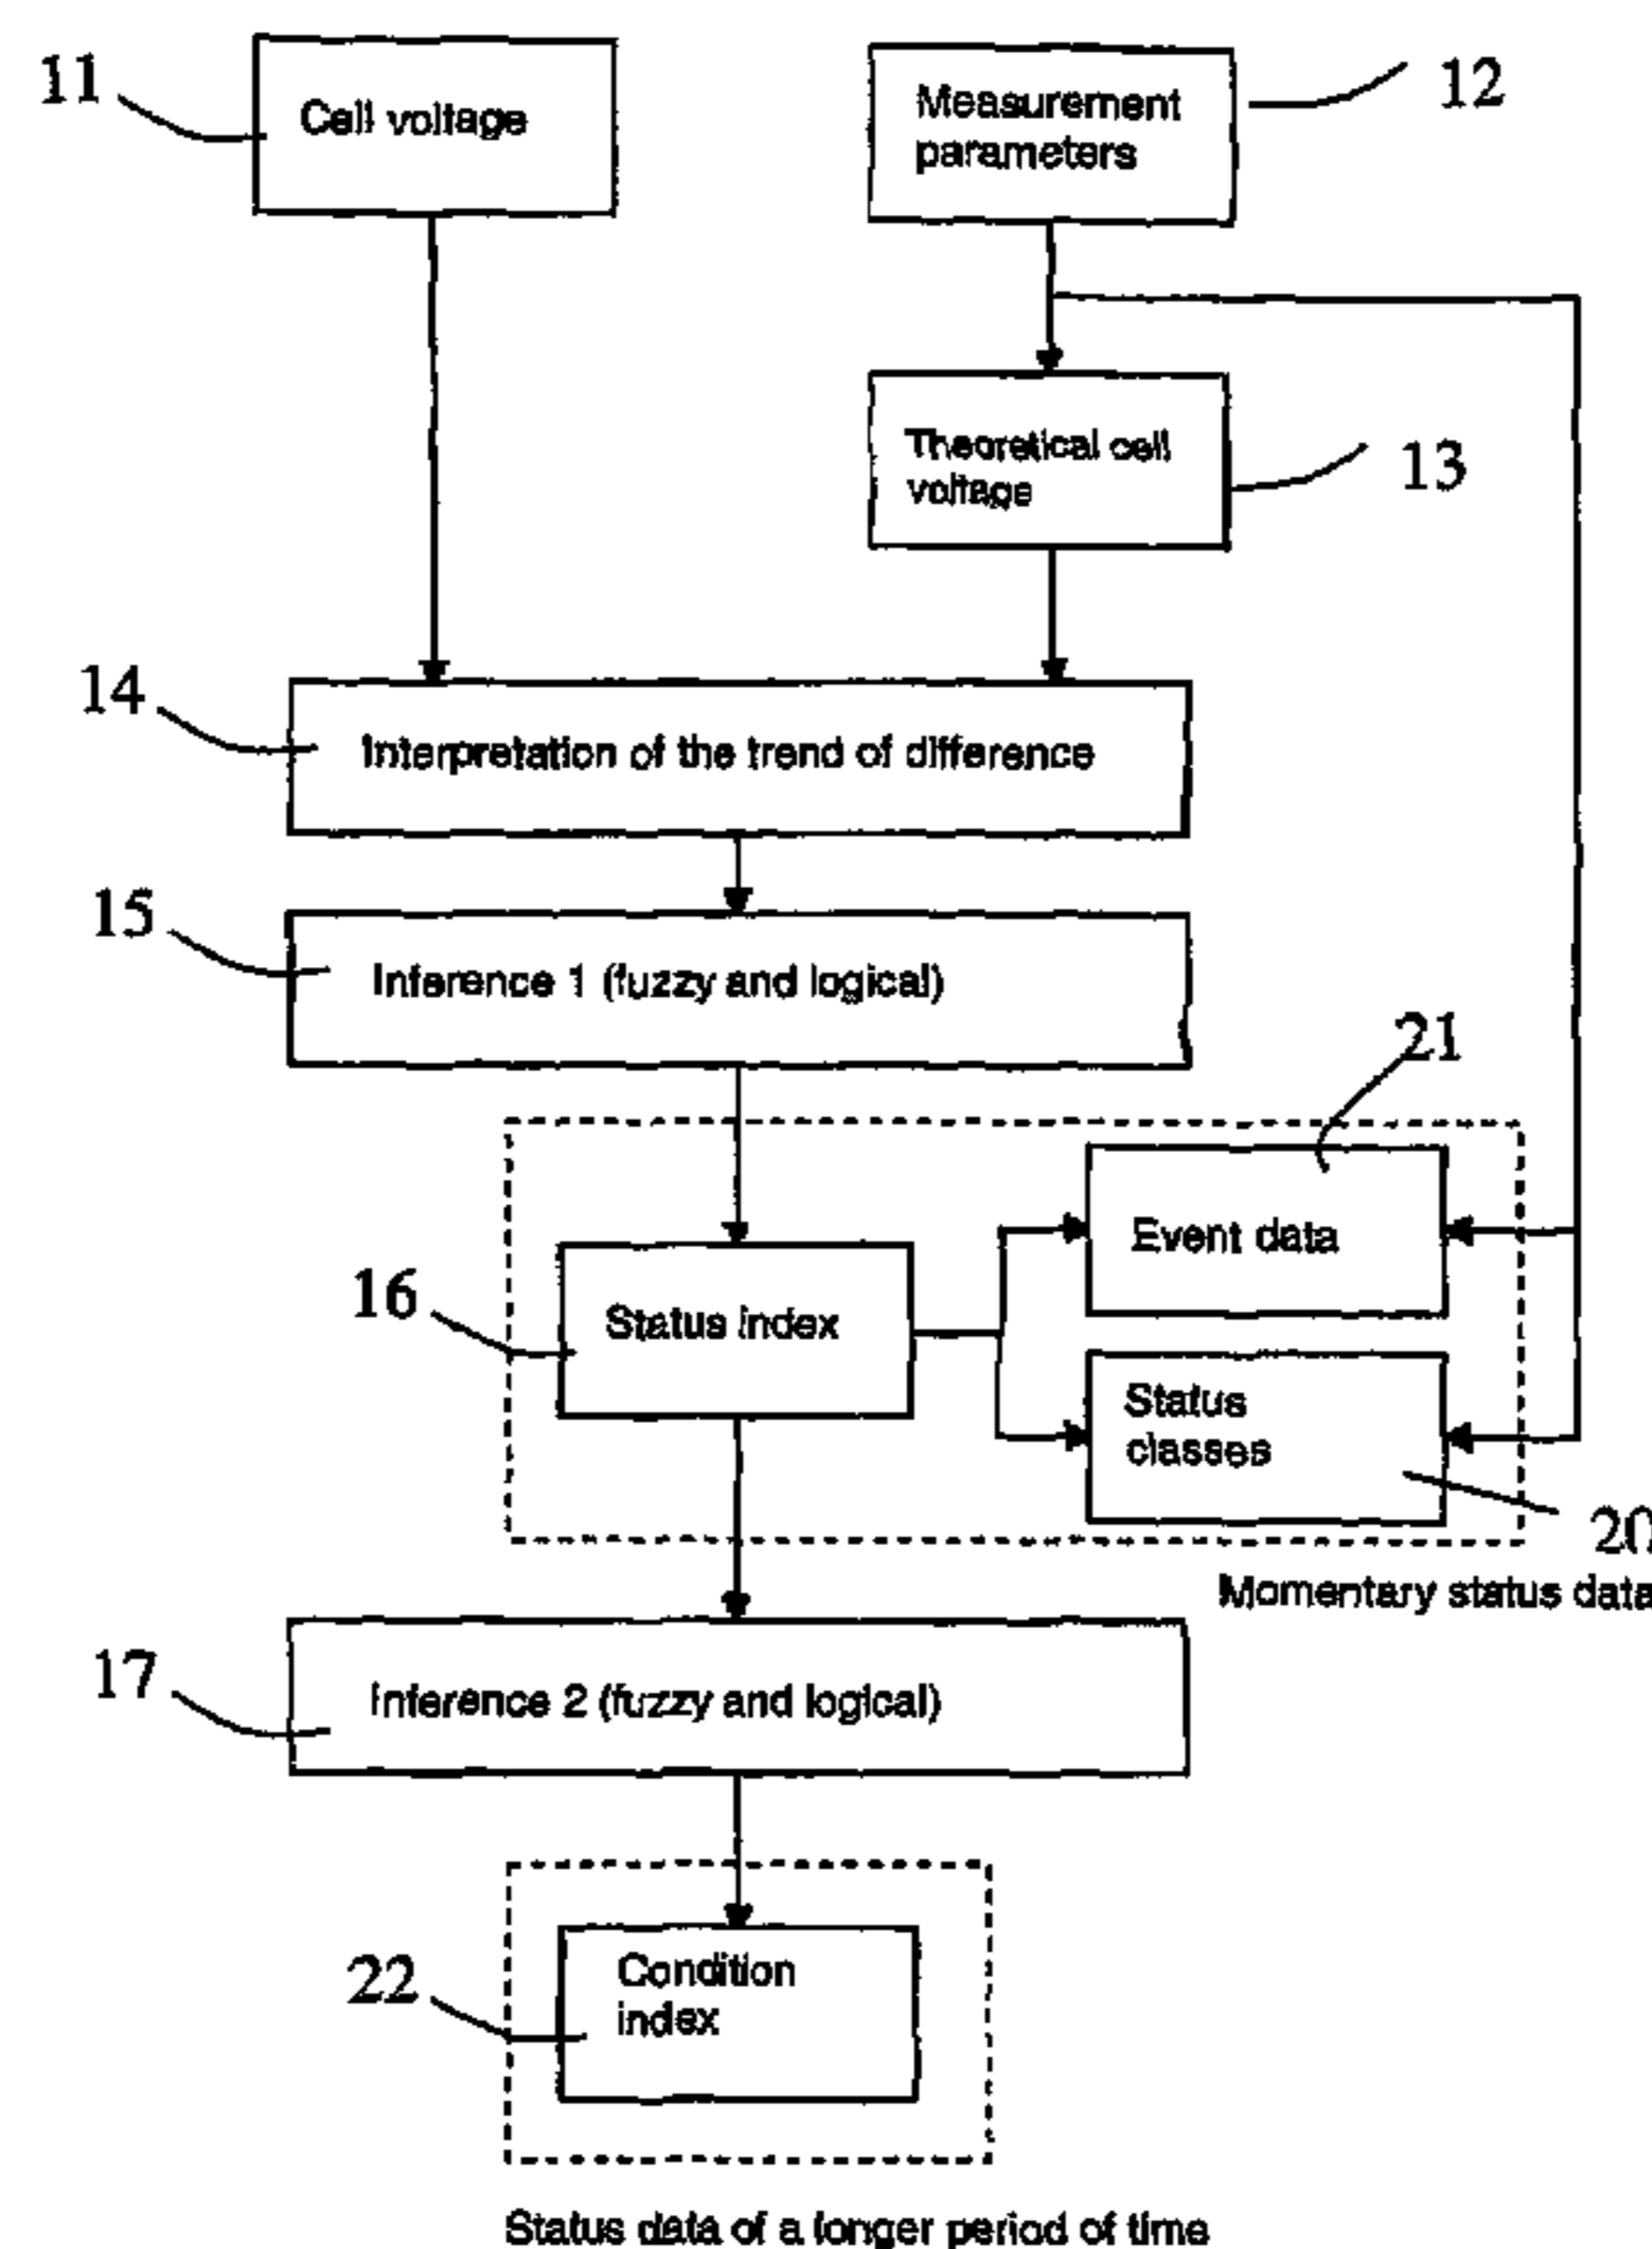 11
Cell voltage
Measurement
parameters
12
Theoretical cell
voltage
13
14
Interpretation of the trend of difference
15
Inference 1 (fuzzy and logical)
21
Event data
16
Status index
Status
classes
20
Momentary status data
17
Inference 2 (fuzzy and logical)
22
Condition
index
Status data of a longer period of time